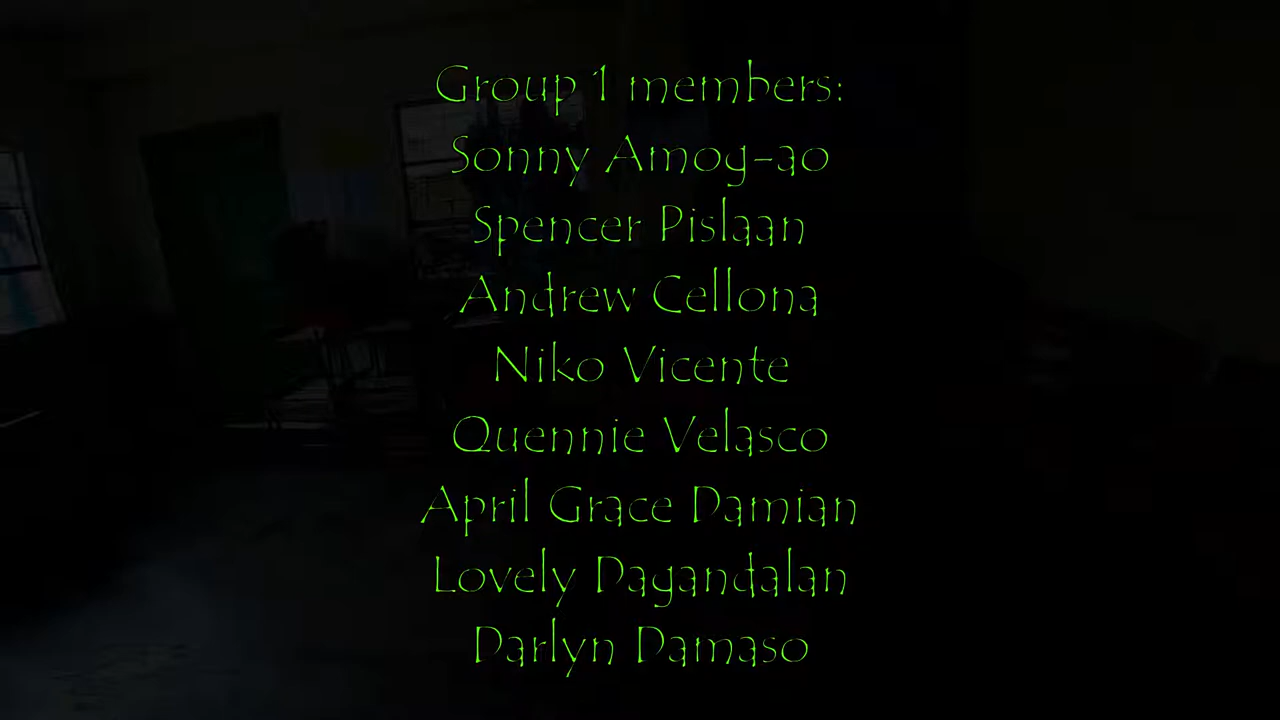 Group 1 members:
Sonny Amog-ao
Spencer Pislaan
Andrew Cellona
Niko Vicente
Quennie Velasco
April Grace Damian
Lovely Dagandalan
Darlyn Damaso